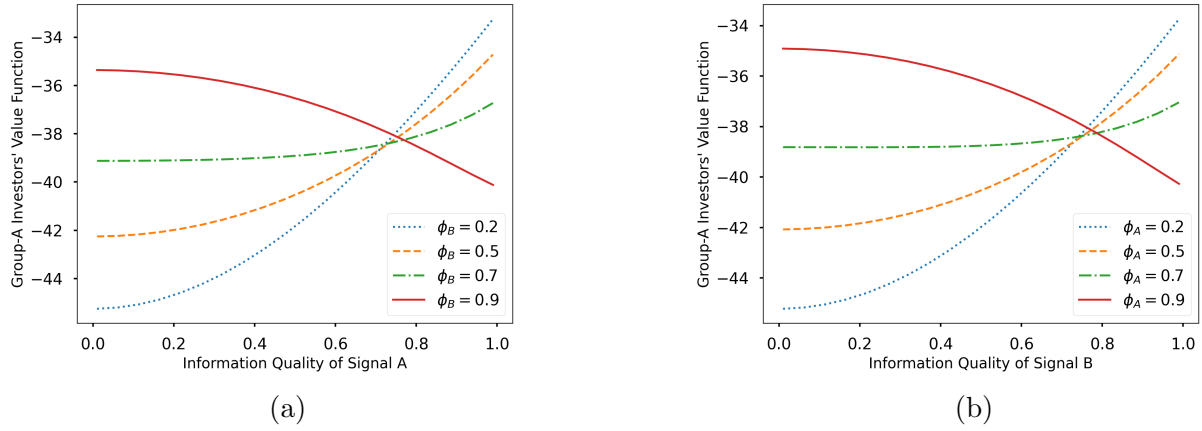 −34
−36
−38
−40
−42
−44
0.0 0.2 0.4 0.6 0.8 1.0
Group-A Investors' Value Function
Information Quality of Signal A
ϕ_B = 0.2
ϕ_B = 0.5
ϕ_B = 0.7
ϕ_B = 0.9
(a)
−34
−36
−38
−40
−42
−44
0.0 0.2 0.4 0.6 0.8 1.0
Group-A Investors' Value Function
Information Quality of Signal B
ϕ_A = 0.2
ϕ_A = 0.5
ϕ_A = 0.7
ϕ_A = 0.9
(b)